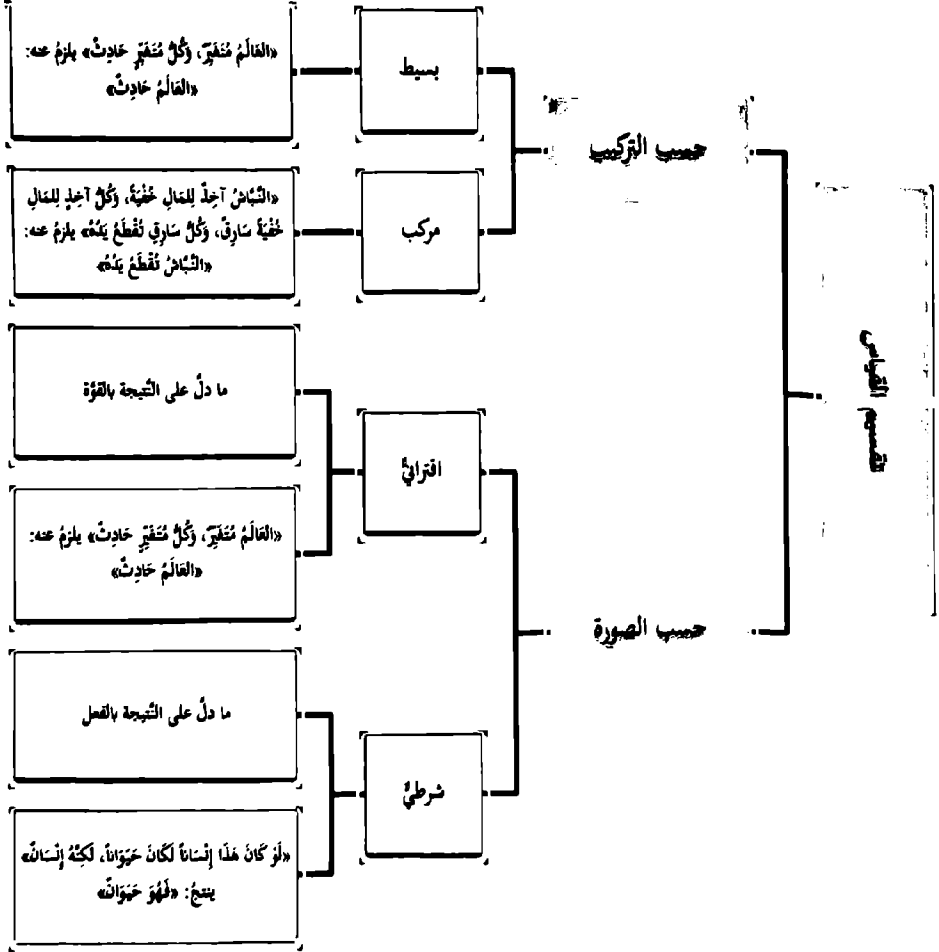 تقسيم القياس
حسب التركيب
بسيط
«العَالَمُ مُتَغَيِّرٌ، وَكُلُّ مُتَغَيِّرٍ حَادِثٌ» يلزمُ عنه:
«العَالَمُ حَادِثٌ»
مركب
«النَّبَّاشُ آخِذٌ لِلمَالِ خُفْيَةً، وَكُلُّ آخِذٍ لِلمَالِ
خُفْيَةً سَارِقٌ، وَكُلُّ سَارِقٍ تُقْطَعُ يَدُهُ» يلزمُ عنه:
«النَّبَّاشُ تُقْطَعُ يَدُهُ»
حسب الصورة
اقترانيٌّ
ما دلَّ على النَّتيجة بالقوَّة
«العَالَمُ مُتَغَيِّرٌ، وَكُلُّ مُتَغَيِّرٍ حَادِثٌ» يلزمُ عنه:
«العَالَمُ حَادِثٌ»
شرطيٌّ
ما دلَّ على النَّتيجة بالفعل
«لَوْ كَانَ هَذَا إِنْسَاناً لَكَانَ حَيَوَاناً، لَكِنَّهُ إِنْسَانٌ»
ينتجُ: «فَهُوَ حَيَوَانٌ»